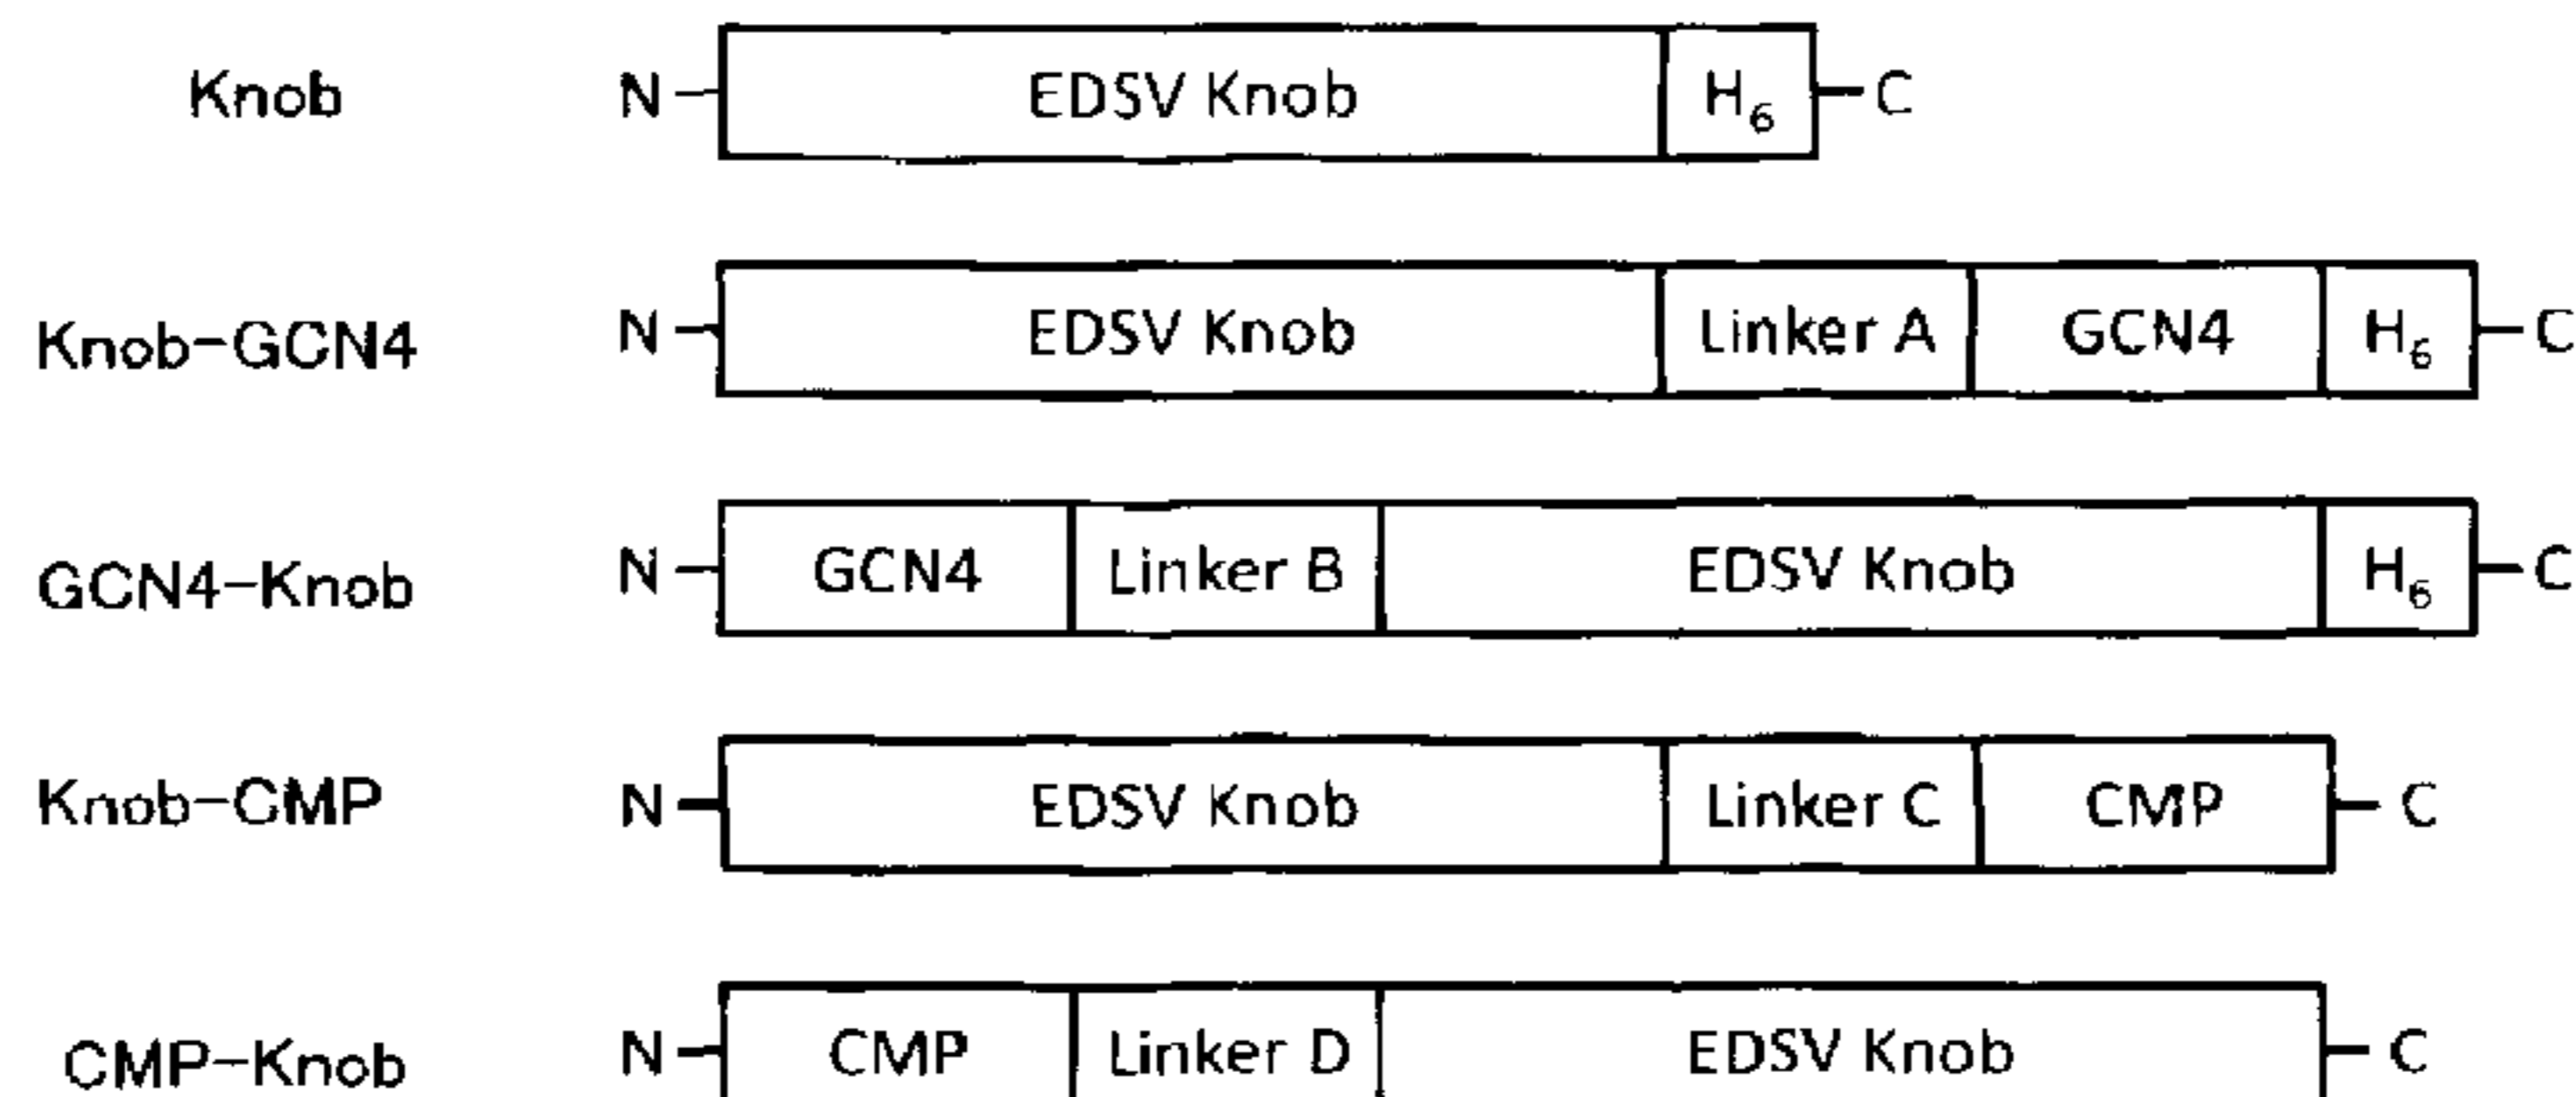 Knob N EDSV Knob H6 C
Knob-GCN4 N EDSV Knob Linker A GCN4 H6 C
GCN4-Knob N GCN4 Linker B EDSV Knob H6 C
Knob-CMP N EDSV Knob Linker C CMP C
CMP-Knob N CMP Linker D EDSV Knob C